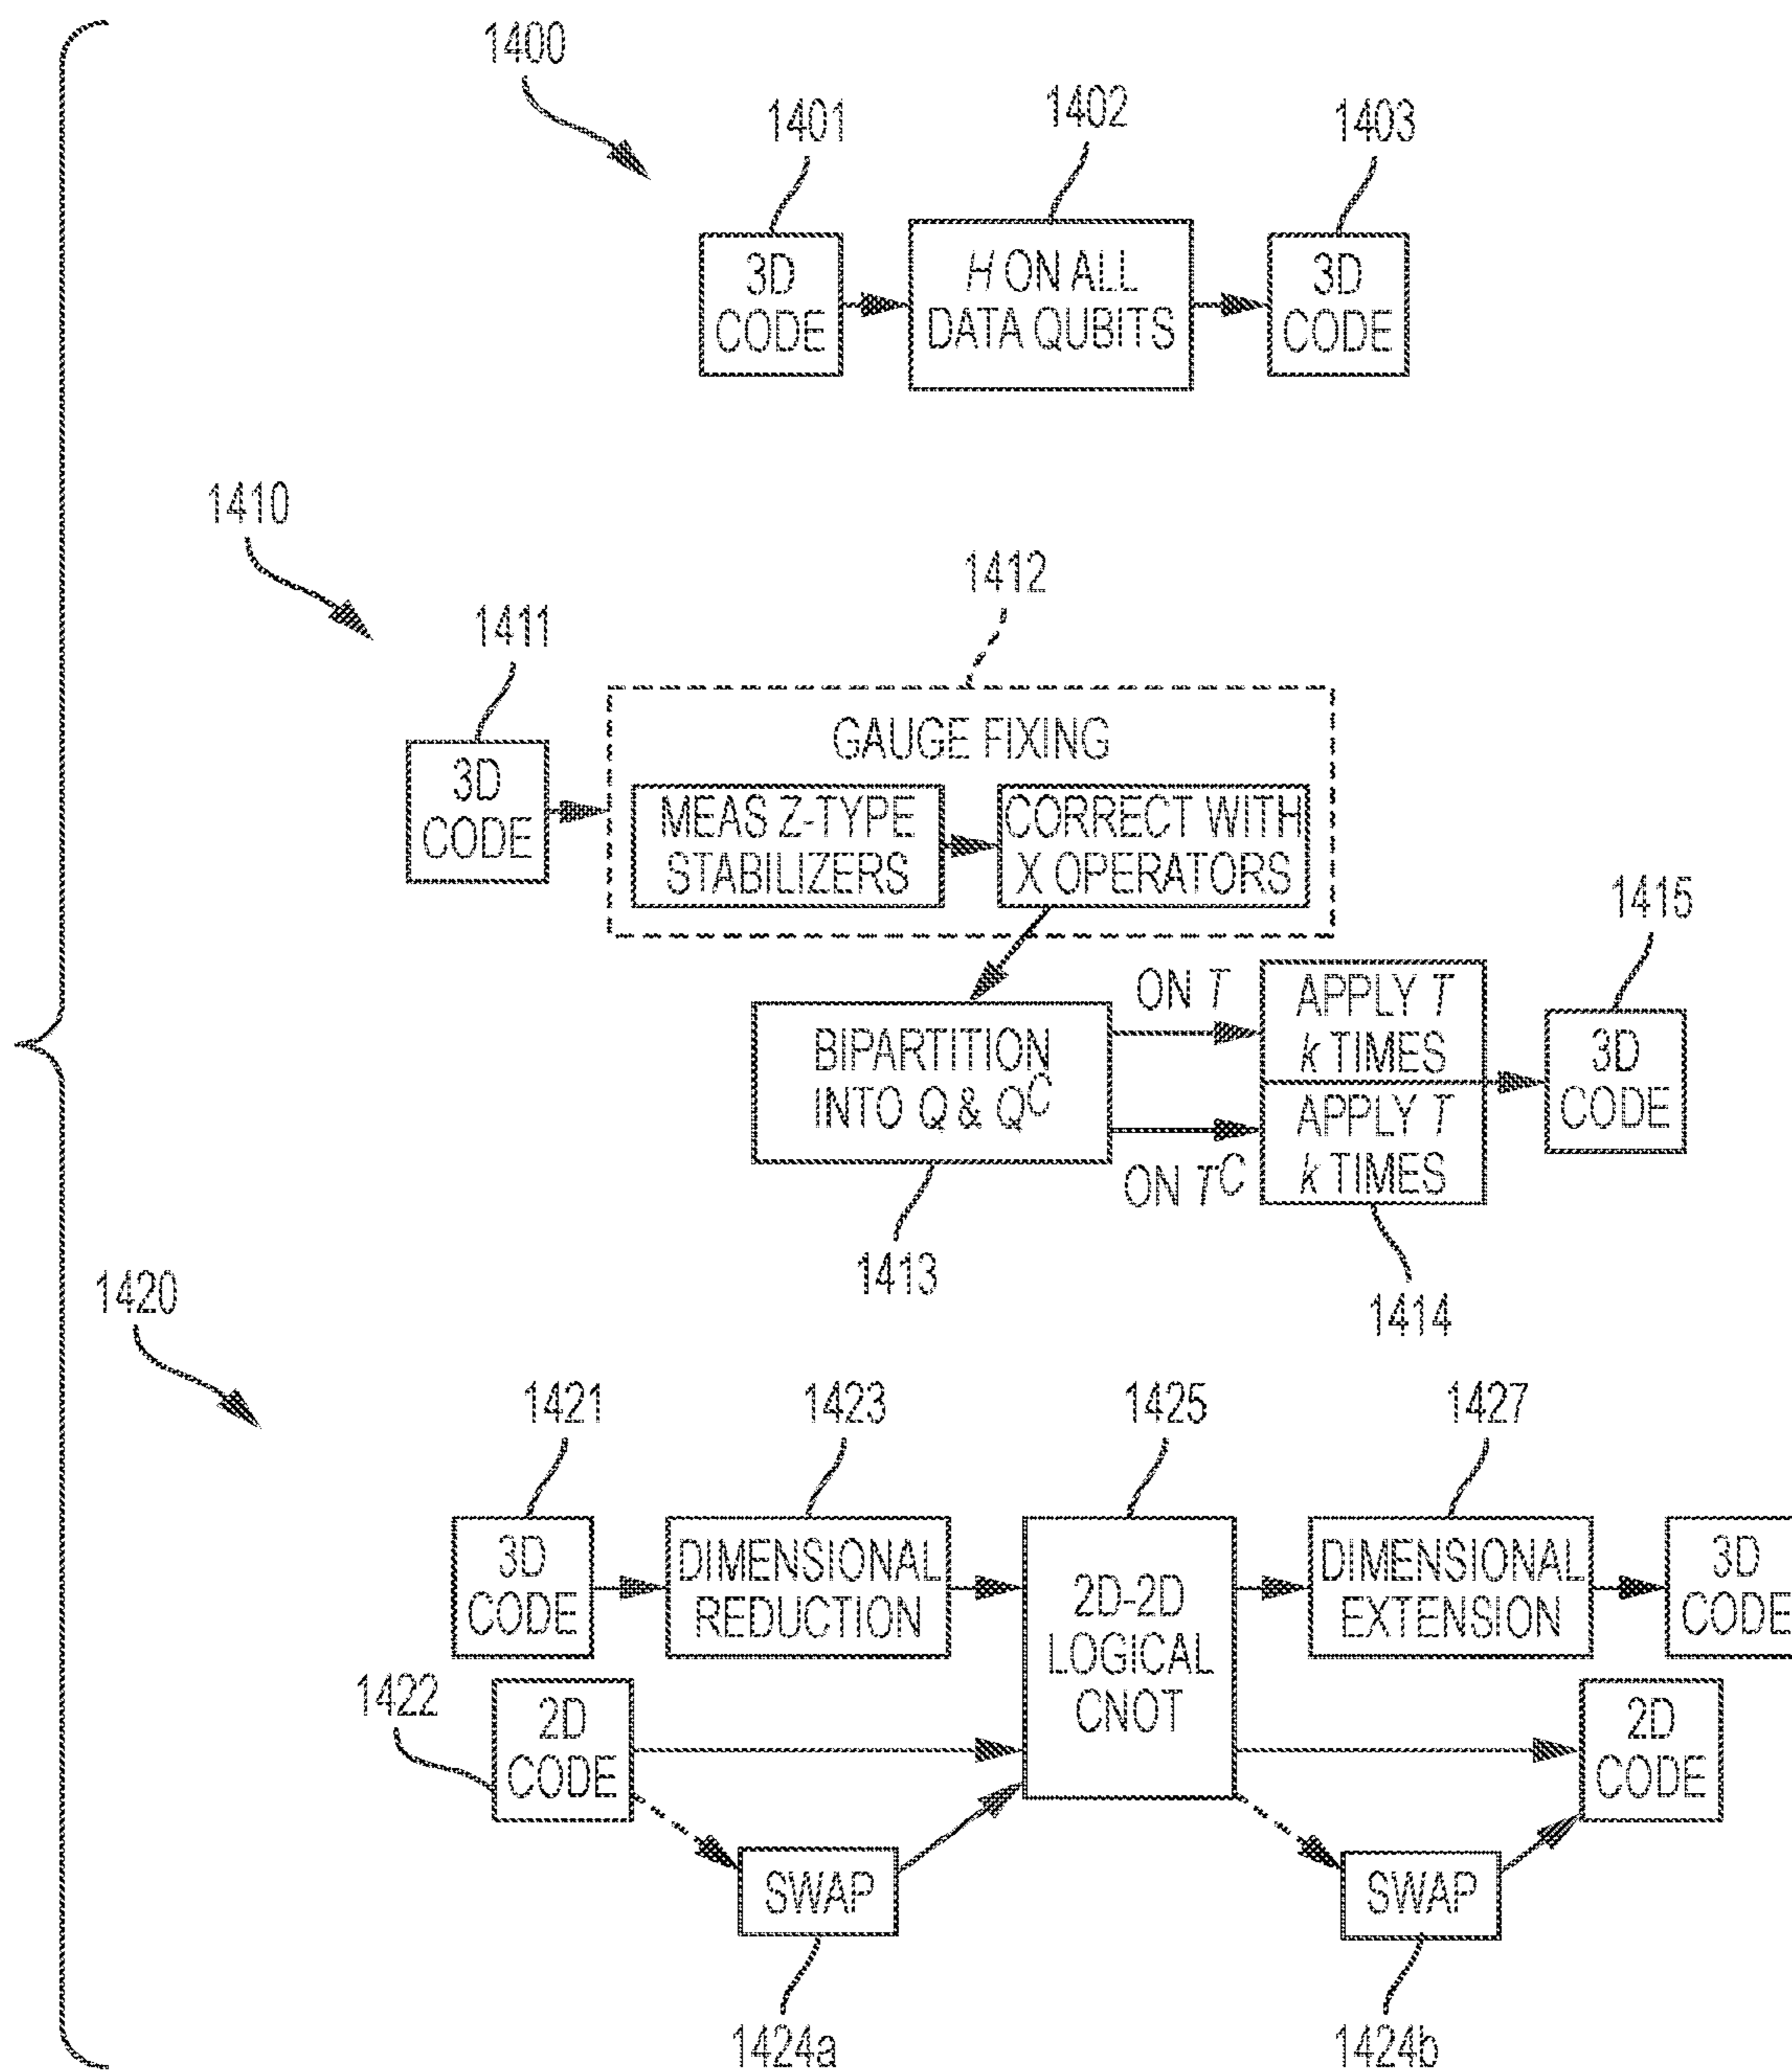 1400
1401
1402
1403
3D
CODE
H ON ALL
DATA QUBITS
3D
CODE
1410
1411
1412
3D
CODE
GAUGE FIXING
MEAS Z-TYPE
STABILIZERS
CORRECT WITH
X OPERATORS
1415
BIPARTITION
INTO Q & Q^C
ON T
ON T^C
APPLY T
k TIMES
APPLY T
k TIMES
3D
CODE
1413
1414
1420
1421
1423
1425
1427
3D
CODE
DIMENSIONAL
REDUCTION
2D-2D
LOGICAL
CNOT
DIMENSIONAL
EXTENSION
3D
CODE
1422
2D
CODE
2D
CODE
SWAP
SWAP
1424a
1424b